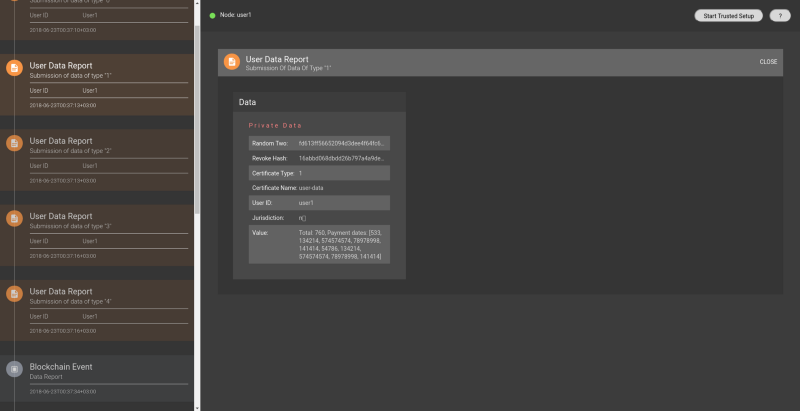 Submission of data of type "0"
User ID User1
2018-06-23T00:37:10+03:00
User Data Report
Submission of data of type "1"
User ID User1
2018-06-23T00:37:13+03:00
User Data Report
Submission of data of type "2"
User ID User1
2018-06-23T00:37:13+03:00
User Data Report
Submission of data of type "3"
User ID User1
2018-06-23T00:37:16+03:00
User Data Report
Submission of data of type "4"
User ID User1
2018-06-23T00:37:16+03:00
Blockchain Event
Data Report
2018-06-23T00:37:34+03:00
Node: user1
Start Trusted Setup
?
User Data Report
Submission Of Data Of Type "1"
CLOSE
Data
Private Data
Random Two: fd613ff56652094d3dee4f64fc6...
Revoke Hash: 16abbd068dbdd26b797a4a9de...
Certificate Type: 1
Certificate Name: user-data
User ID: user1
Jurisdiction:
Value: Total: 760, Payment dates: [533,
134214, 574574574, 78978998,
141414, 54786, 134214,
574574574, 78978998, 141414]